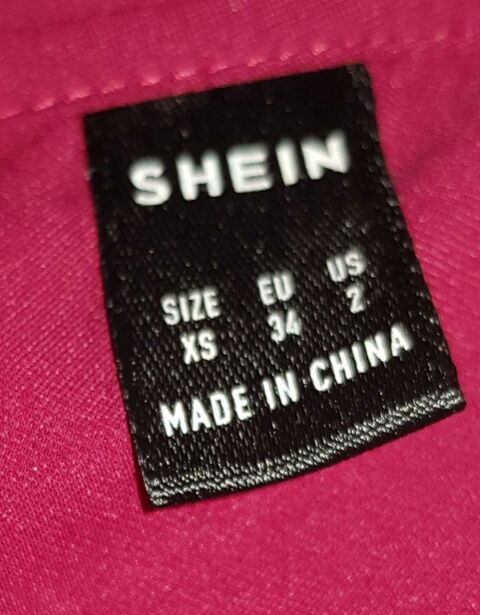 SHEIN
SIZE EU US
XS 34 2
MADE IN CHINA